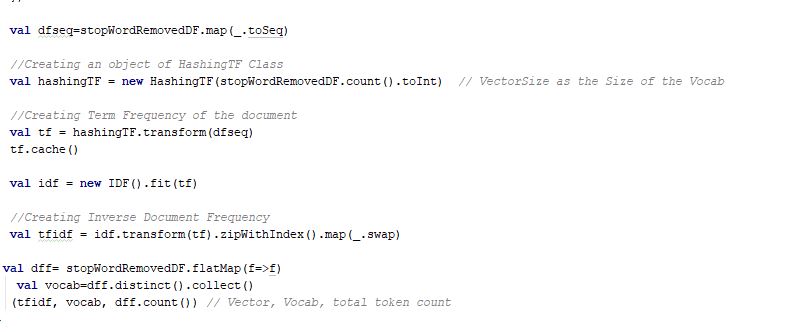 val dfseq=stopWordRemovedDF.map(_.toSeq)
//Creating an object of HashingTF Class
val hashingTF = new HashingTF(stopWordRemovedDF.count().toInt)  // VectorSize as the Size of the Vocab
//Creating Term Frequency of the document
val tf = hashingTF.transform(dfseq)
tf.cache()
val idf = new IDF().fit(tf)
//Creating Inverse Document Frequency
val tfidf = idf.transform(tf).zipWithIndex().map(_.swap)
val dff= stopWordRemovedDF.flatMap(f=>f)
val vocab=dff.distinct().collect()
(tfidf, vocab, dff.count()) // Vector, Vocab, total token count